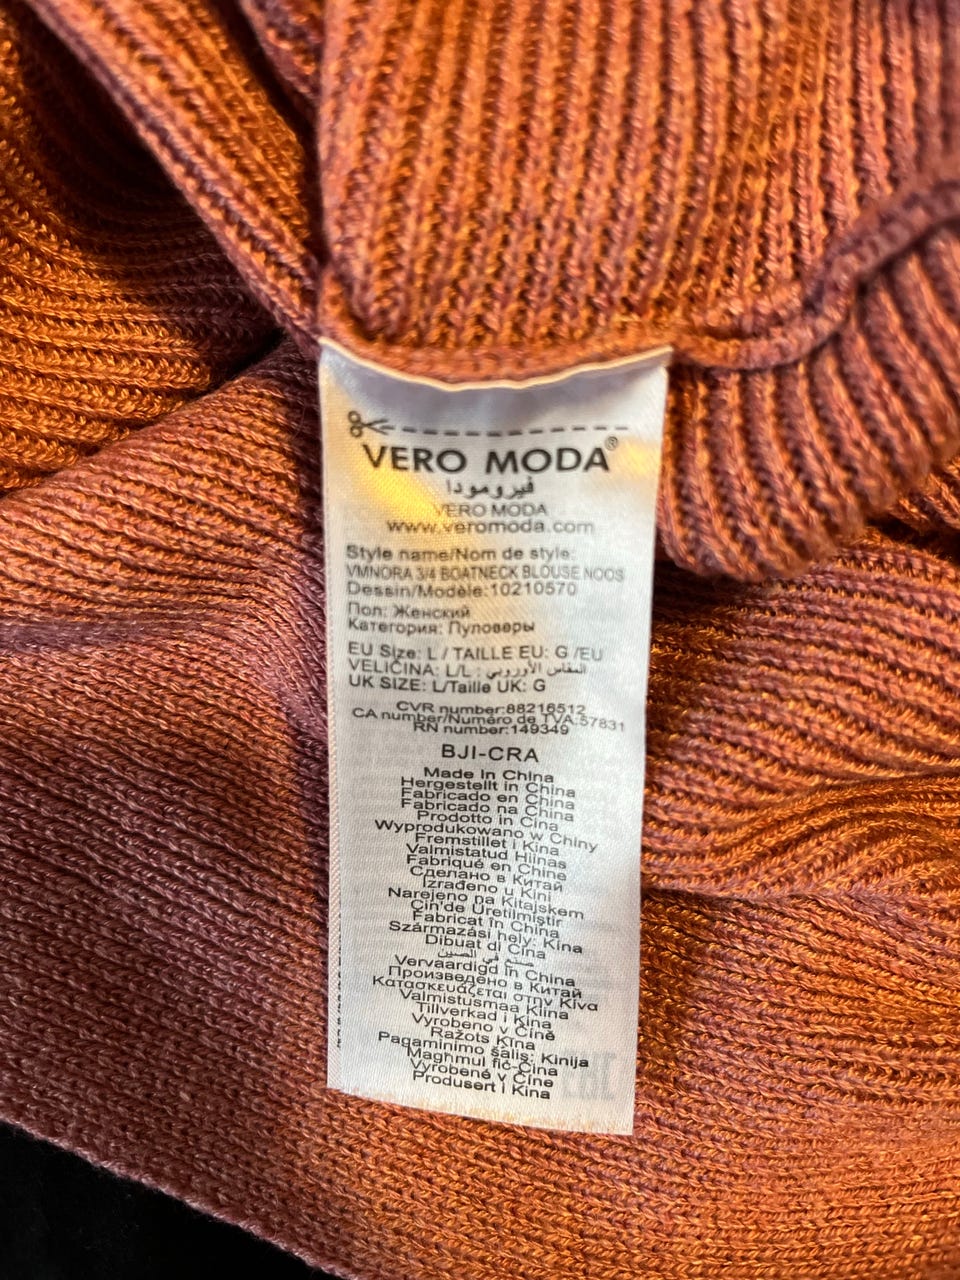 VERO MODA®
فيرومودا
VERO MODA
www.veromoda.com
Style name/Nom de style:
VMNORA 3/4 BOATNECK BLOUSE NOOS
Dessin/Modèle:10210570
Пол: Женский
Категория: Пуловеры
EU Size: L / TAILLE EU: G /EU
VELIČINA: L/L : المقاس الأوروبي
UK SIZE: L/Taille UK: G
CVR number:88216512
CA number/Numéro de TVA:57831
RN number:149349
BJI-CRA
Made In China
Hergestellt in China
Fabricado en China
Fabricado na China
Prodotto in Cina
Wyprodukowano w Chiny
Fremstillet i Kina
Valmistatud Hiinas
Fabriqué en Chine
Сделано в Китай
Izrađeno u Kini
Narejeno na Kitajskem
Çin'de Üretilmiştir
Fabricat în China
Származási hely: Kína
Dibuat di Cina
صنع في الصين
Vervaardigd in China
Произведено в Китай
Κατασκευάζεται στην Κίνα
Valmistusmaa Kiina
Tillverkad i Kina
Vyrobeno v Číně
Ražots Ķīna
Pagaminimo šalis: Kinija
Magħmul fiċ-Ċina
Vyrobené v Číne
Produsert i Kina